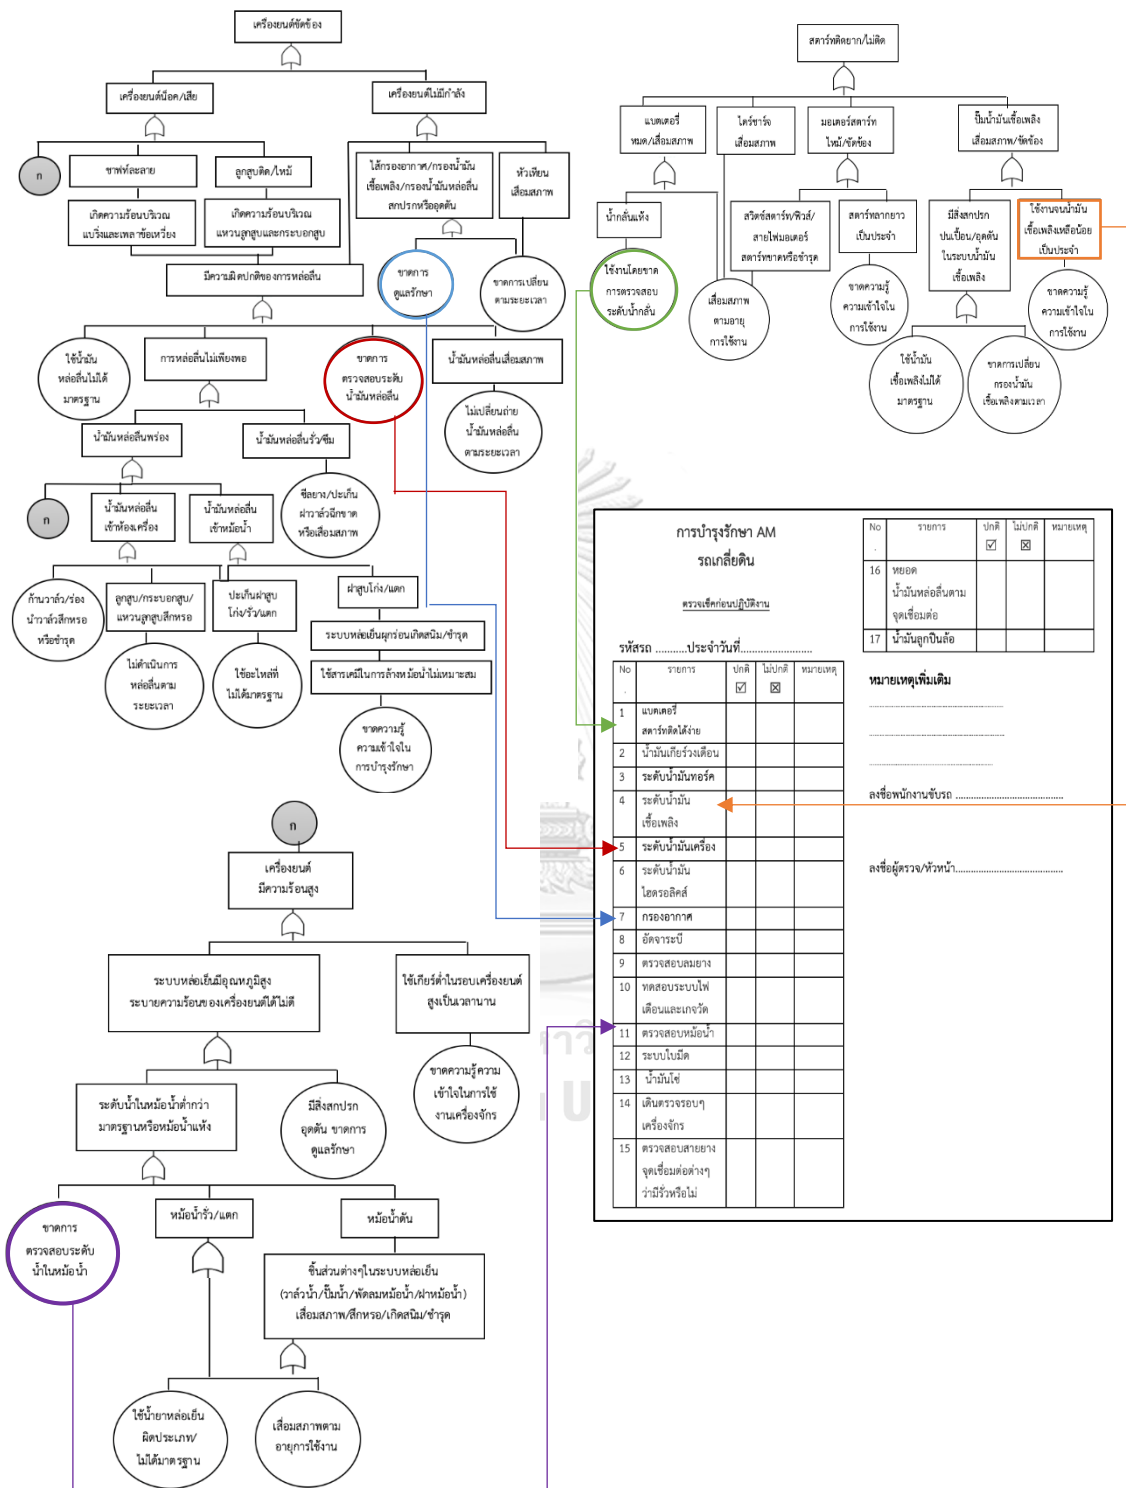 เครื่องยนต์ขัดข้อง
เครื่องยนต์น็อค/เสีย
เครื่องยนต์ไม่มีกำลัง
ก
ชาฟท์ละลาย
ลูกสูบติด/ไหม้
ไส้กรองอากาศ/กรองน้ำมัน
เชื้อเพลิง/กรองน้ำมันหล่อลื่น
สกปรกหรืออุดตัน
หัวเทียน
เสื่อมสภาพ
เกิดความร้อนบริเวณ
แบริ่งและเพลาข้อเหวี่ยง
เกิดความร้อนบริเวณ
แหวนลูกสูบและกระบอกสูบ
มีความผิดปกติของการหล่อลื่น
ขาดการ
ดูแลรักษา
ขาดการเปลี่ยน
ตามระยะเวลา
ใช้น้ำมัน
หล่อลื่นไม่ได้
มาตรฐาน
การหล่อลื่นไม่เพียงพอ
ขาดการ
ตรวจสอบระดับ
น้ำมันหล่อลื่น
น้ำมันหล่อลื่นเสื่อมสภาพ
ไม่เปลี่ยนถ่าย
น้ำมันหล่อลื่น
ตามระยะเวลา
น้ำมันหล่อลื่นพร่อง
น้ำมันหล่อลื่นรั่ว/ซึม
ก
น้ำมันหล่อลื่น
เข้าห้องเครื่อง
น้ำมันหล่อลื่น
เข้าหม้อน้ำ
ซีลยาง/ปะเก็น
ฝาวาล์วฉีกขาด
หรือเสื่อมสภาพ
ก้านวาล์ว/ร่อง
นำวาล์วสึกหรอ
หรือชำรุด
ลูกสูบ/กระบอกสูบ/
แหวนลูกสูบสึกหรอ
ปะเก็นฝาสูบ
โก่ง/รั่ว/แตก
ฝาสูบโก่ง/แตก
ไม่ดำเนินการ
หล่อลื่นตาม
ระยะเวลา
ใช้อะไหล่ที่
ไม่ได้มาตรฐาน
ระบบหล่อเย็นผุกร่อนเกิดสนิม/ชำรุด
ใช้สารเคมีในการล้างหม้อน้ำไม่เหมาะสม
ขาดความรู้
ความเข้าใจใน
การบำรุงรักษา
สตาร์ทติดยาก/ไม่ติด
แบตเตอรี่
หมด/เสื่อมสภาพ
ไดร์ชาร์จ
เสื่อมสภาพ
มอเตอร์สตาร์ท
ไหม้/ขัดข้อง
ปั๊มน้ำมันเชื้อเพลิง
เสื่อมสภาพ/ขัดข้อง
น้ำกลั่นแห้ง
สวิตช์สตาร์ท/ฟิวส์/
สายไฟมอเตอร์
สตาร์ทขาดหรือชำรุด
สตาร์ทลากยาว
เป็นประจำ
มีสิ่งสกปรก
ปนเปื้อน/อุดตัน
ในระบบน้ำมัน
เชื้อเพลิง
ใช้งานจนน้ำมัน
เชื้อเพลิงเหลือน้อย
เป็นประจำ
ใช้งานโดยขาด
การตรวจสอบ
ระดับน้ำกลั่น
เสื่อมสภาพ
ตามอายุ
การใช้งาน
ขาดความรู้
ความเข้าใจใน
การใช้งาน
ขาดความรู้
ความเข้าใจใน
การใช้งาน
ใช้น้ำมัน
เชื้อเพลิงไม่ได้
มาตรฐาน
ขาดการเปลี่ยน
กรองน้ำมัน
เชื้อเพลิงตามเวลา
ก
เครื่องยนต์
มีความร้อนสูง
ระบบหล่อเย็นมีอุณหภูมิสูง
ระบายความร้อนของเครื่องยนต์ได้ไม่ดี
ใช้เกียร์ต่ำในรอบเครื่องยนต์
สูงเป็นเวลานาน
ขาดความรู้ความ
เข้าใจในการใช้
งานเครื่องจักร
ระดับน้ำในหม้อน้ำต่ำกว่า
มาตรฐานหรือหม้อน้ำแห้ง
มีสิ่งสกปรก
อุดตัน ขาดการ
ดูแลรักษา
ขาดการ
ตรวจสอบระดับ
น้ำในหม้อน้ำ
หม้อน้ำรั่ว/แตก
หม้อน้ำตัน
ชิ้นส่วนต่างๆในระบบหล่อเย็น
(วาล์วน้ำ/ปั๊มน้ำ/พัดลมหม้อน้ำ/ฝาหม้อน้ำ)
เสื่อมสภาพ/สึกหรอ/เกิดสนิม/ชำรุด
ใช้น้ำยาหล่อเย็น
ผิดประเภท/
ไม่ได้มาตรฐาน
เสื่อมสภาพตาม
อายุการใช้งาน
การบำรุงรักษา AM
รถเกลี่ยดิน
ตรวจเช็คก่อนปฏิบัติงาน
รหัสรถ ...........ประจำวันที่.........................
No. รายการ ปกติ ☑ ไม่ปกติ ☒ หมายเหตุ
1 แบตเตอรี่
สตาร์ทติดได้ง่าย
2 น้ำมันเกียร์วงเดือน
3 ระดับน้ำมันทอร์ค
4 ระดับน้ำมัน
เชื้อเพลิง
5 ระดับน้ำมันเครื่อง
6 ระดับน้ำมัน
ไฮดรอลิคส์
7 กรองอากาศ
8 อัดจาระบี
9 ตรวจสอบลมยาง
10 ทดสอบระบบไฟ
เตือนและเกจวัด
11 ตรวจสอบหม้อน้ำ
12 ระบบใบมีด
13 น้ำมันโซ่
14 เดินตรวจรอบๆ
เครื่องจักร
15 ตรวจสอบสายยาง
จุดเชื่อมต่อต่างๆ
ว่ามีรั่วหรือไม่
No. รายการ ปกติ ☑ ไม่ปกติ ☒ หมายเหตุ
16 หยอด
น้ำมันหล่อลื่นตาม
จุดเชื่อมต่อ
17 น้ำมันลูกปืนล้อ
หมายเหตุเพิ่มเติม
ลงชื่อพนักงานขับรถ ......................................
ลงชื่อผู้ตรวจ/หัวหน้า......................................